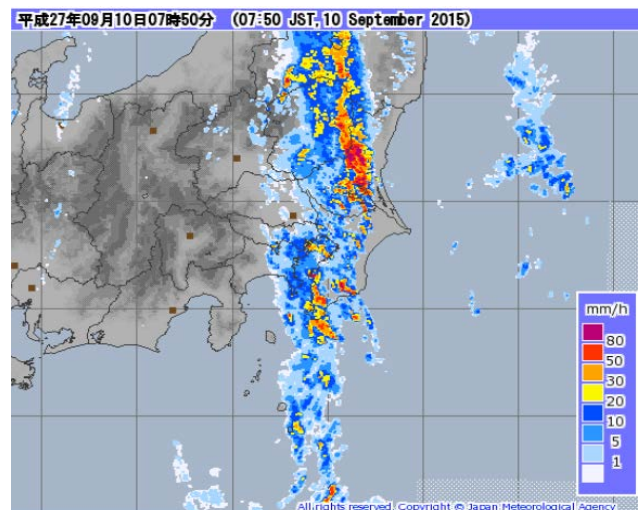 平成27年09月10日07時50分 (07:50 JST, 10 September 2015)
mm/h
80
50
30
20
10
5
1
All rights reserved. Copyright © Japan Meteorological Agency